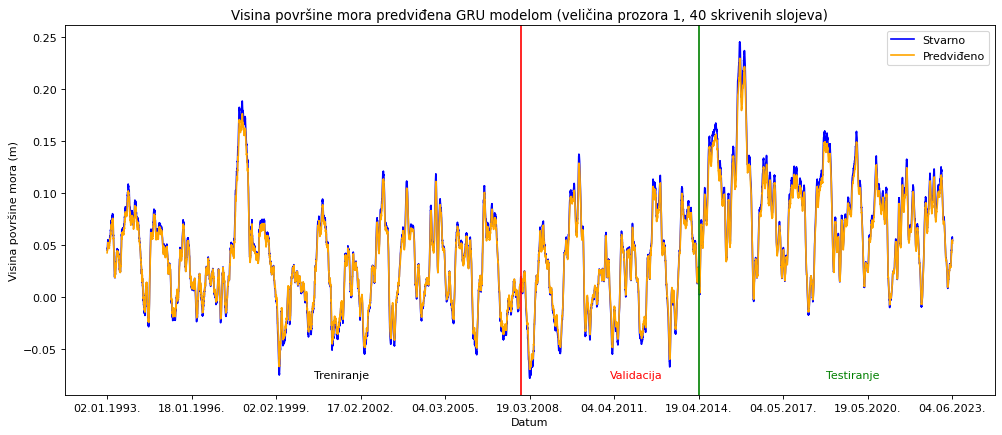 Visina površine mora predviđena GRU modelom (veličina prozora 1, 40 skrivenih slojeva)
Stvarno
Predviđeno
Visina površine mora (m)
0.25
0.20
0.15
0.10
0.05
0.00
−0.05
Treniranje
Validacija
Testiranje
02.01.1993. 18.01.1996. 02.02.1999. 17.02.2002. 04.03.2005. 19.03.2008. 04.04.2011. 19.04.2014. 04.05.2017. 19.05.2020. 04.06.2023.
Datum